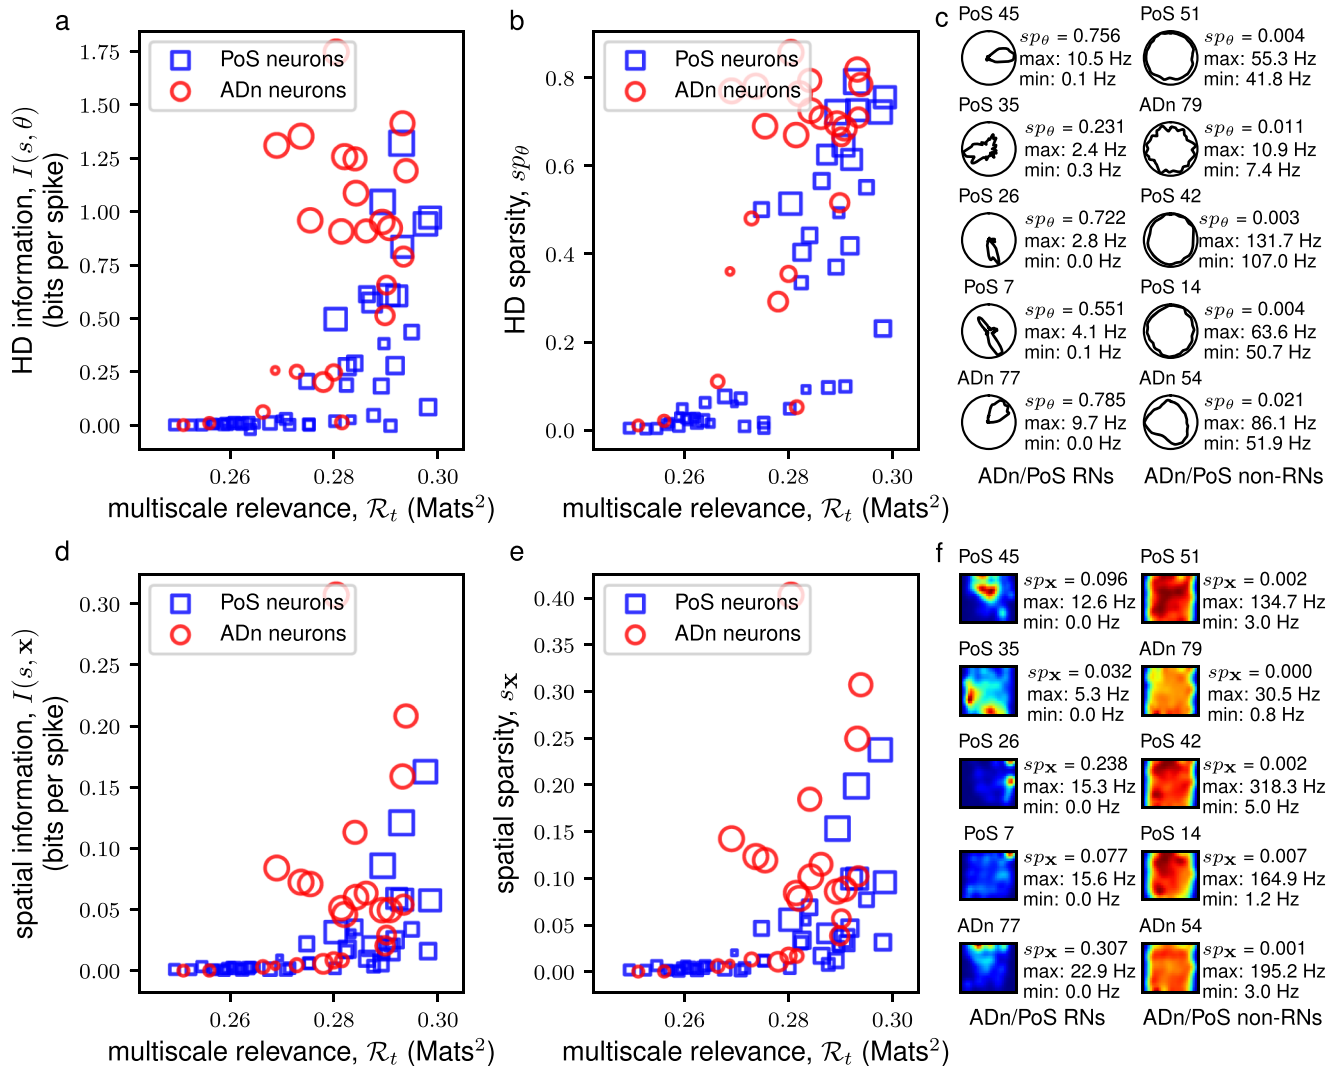 a
1.75
1.50
1.25
1.00
0.75
0.50
0.25
0.00
HD information, I(s, θ)
(bits per spike)
PoS neurons
ADn neurons
0.26
0.28
0.30
multiscale relevance, ℛt (Mats²)
b
0.8
0.6
0.4
0.2
0.0
HD sparsity, spθ
PoS neurons
ADn neurons
0.26
0.28
0.30
multiscale relevance, ℛt (Mats²)
c
PoS 45
spθ = 0.756
max: 10.5 Hz
min: 0.1 Hz
PoS 51
spθ = 0.004
max: 55.3 Hz
min: 41.8 Hz
PoS 35
spθ = 0.231
max: 2.4 Hz
min: 0.3 Hz
ADn 79
spθ = 0.011
max: 10.9 Hz
min: 7.4 Hz
PoS 26
spθ = 0.722
max: 2.8 Hz
min: 0.0 Hz
PoS 42
spθ = 0.003
max: 131.7 Hz
min: 107.0 Hz
PoS 7
spθ = 0.551
max: 4.1 Hz
min: 0.1 Hz
PoS 14
spθ = 0.004
max: 63.6 Hz
min: 50.7 Hz
ADn 77
spθ = 0.785
max: 9.7 Hz
min: 0.0 Hz
ADn 54
spθ = 0.021
max: 86.1 Hz
min: 51.9 Hz
ADn/PoS RNs
ADn/PoS non-RNs
d
0.30
0.25
0.20
0.15
0.10
0.05
0.00
spatial information, I(s, x)
(bits per spike)
PoS neurons
ADn neurons
0.26
0.28
0.30
multiscale relevance, ℛt (Mats²)
e
0.40
0.35
0.30
0.25
0.20
0.15
0.10
0.05
0.00
spatial sparsity, sx
PoS neurons
ADn neurons
0.26
0.28
0.30
multiscale relevance, ℛt (Mats²)
f
PoS 45
spx = 0.096
max: 12.6 Hz
min: 0.0 Hz
PoS 51
spx = 0.002
max: 134.7 Hz
min: 3.0 Hz
PoS 35
spx = 0.032
max: 5.3 Hz
min: 0.0 Hz
ADn 79
spx = 0.000
max: 30.5 Hz
min: 0.8 Hz
PoS 26
spx = 0.238
max: 15.3 Hz
min: 0.0 Hz
PoS 42
spx = 0.002
max: 318.3 Hz
min: 5.0 Hz
PoS 7
spx = 0.077
max: 15.6 Hz
min: 0.0 Hz
PoS 14
spx = 0.007
max: 164.9 Hz
min: 1.2 Hz
ADn 77
spx = 0.307
max: 22.9 Hz
min: 0.0 Hz
ADn 54
spx = 0.001
max: 195.2 Hz
min: 3.0 Hz
ADn/PoS RNs
ADn/PoS non-RNs